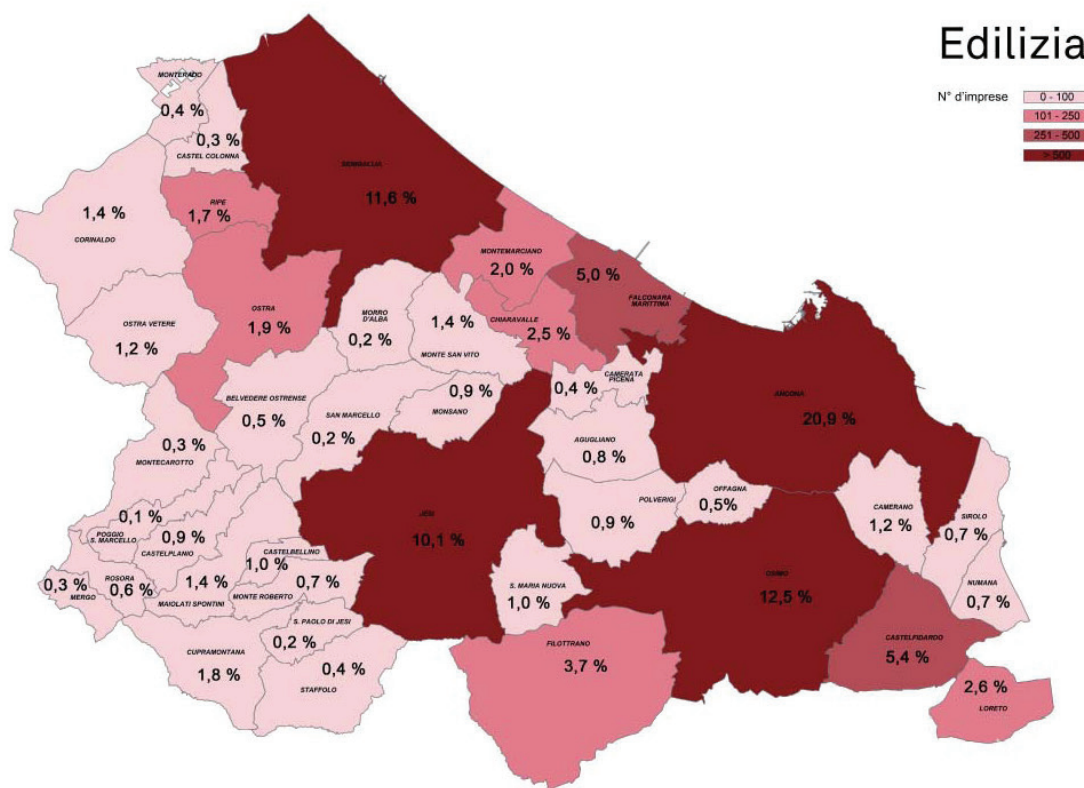 Edilizia
N° d'imprese
0 - 100
101 - 250
251 - 500
> 500
MONTERADO
0,4 %
0,3 %
CASTEL COLONNA
SENIGALLIA
11,6 %
1,4 %
CORINALDO
RIPE
1,7 %
MONTEMARCIANO
2,0 %
5,0 %
FALCONARA
MARITTIMA
OSTRA
1,9 %
OSTRA VETERE
1,2 %
MORRO
D'ALBA
0,2 %
1,4 %
MONTE SAN VITO
CHIARAVALLE
2,5 %
CAMERATA
PICENA
0,4 %
0,9 %
MONSANO
BELVEDERE OSTRENSE
0,5 %
SAN MARCELLO
0,2 %
ANCONA
20,9 %
AGUGLIANO
0,8 %
0,3 %
MONTECAROTTO
POLVERIGI
0,9 %
OFFAGNA
0,5%
CAMERANO
1,2 %
SIROLO
0,7 %
0,1 %
POGGIO
S. MARCELLO
0,9 %
CASTELPLANIO
JESI
10,1 %
CASTELBELLINO
1,0 %
0,3 %
MERGO
ROSORA
0,6 %
1,4 %
MAIOLATI SPONTINI
0,7 %
MONTE ROBERTO
S. MARIA NUOVA
1,0 %
OSIMO
12,5 %
NUMANA
0,7 %
S. PAOLO DI JESI
0,2 %
CUPRAMONTANA
1,8 %
0,4 %
STAFFOLO
FILOTTRANO
3,7 %
CASTELFIDARDO
5,4 %
2,6 %
LORETO